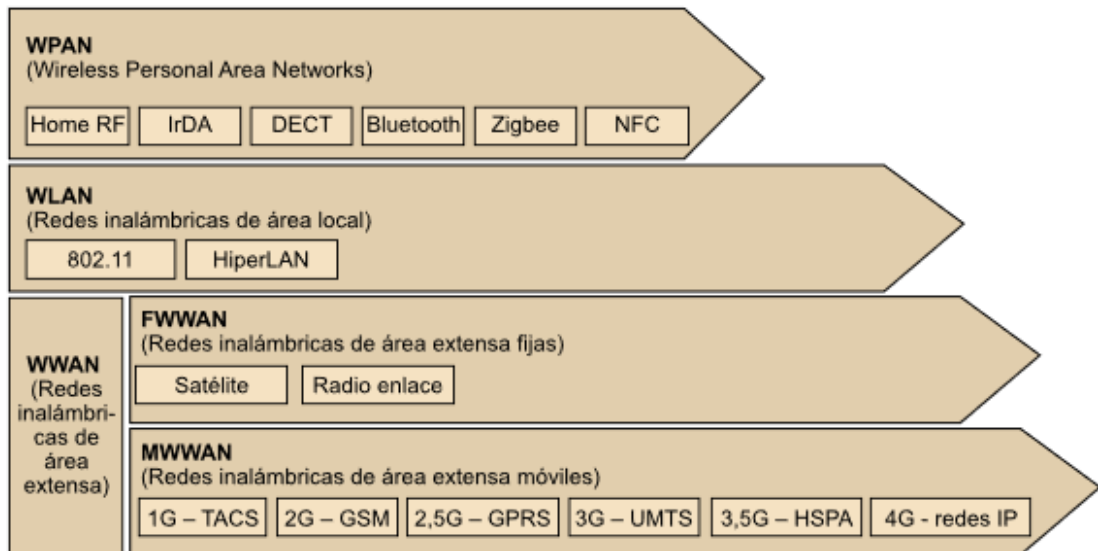 WPAN
(Wireless Personal Area Networks)
Home RF IrDA DECT Bluetooth Zigbee NFC
WLAN
(Redes inalámbricas de área local)
802.11 HiperLAN
WWAN
(Redes
inalámbri-
cas de
área
extensa)
FWWAN
(Redes inalámbricas de área extensa fijas)
Satélite Radio enlace
MWWAN
(Redes inalámbricas de área extensa móviles)
1G – TACS 2G – GSM 2,5G – GPRS 3G – UMTS 3,5G – HSPA 4G - redes IP